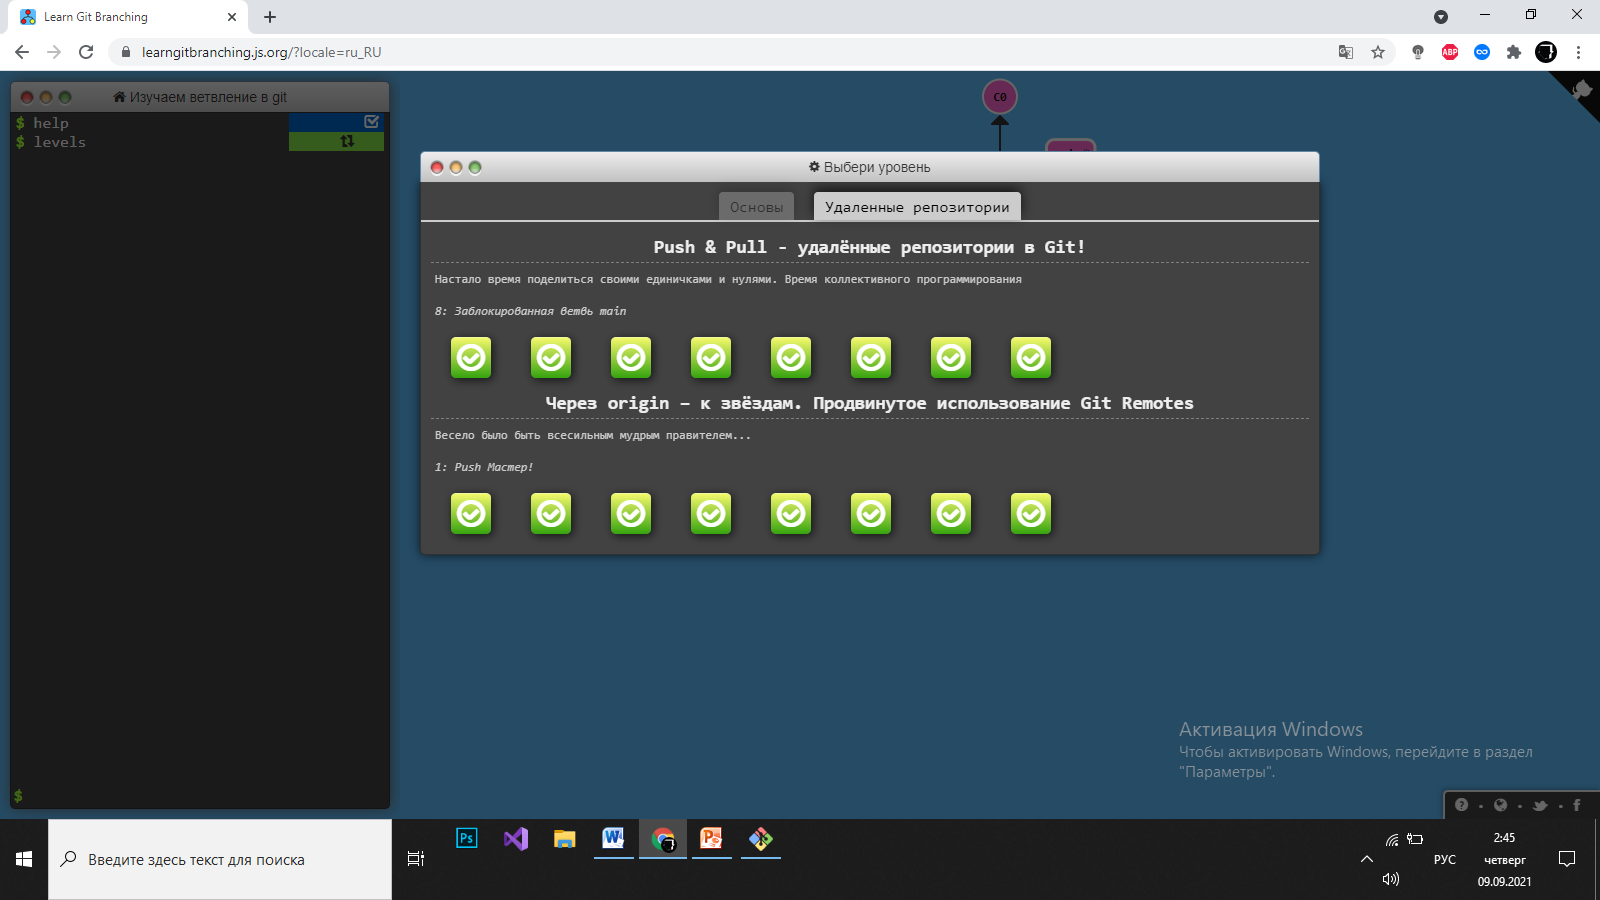 Learn Git Branching
learngitbranching.js.org/?locale=ru_RU
ABP
Изучаем ветвление в git
$ help
$ levels
$
C0
Выбери уровень
Основы
Удаленные репозитории
Push & Pull - удалённые репозитории в Git!
Настало время поделиться своими единичками и нулями. Время коллективного программирования
8: Заблокированная ветвь main
Через origin – к звёздам. Продвинутое использование Git Remotes
Весело было быть всесильным мудрым правителем...
1: Push Мастер!
Активация Windows
Чтобы активировать Windows, перейдите в раздел
"Параметры".
Введите здесь текст для поиска
Ps
РУС
2:45
четверг
09.09.2021